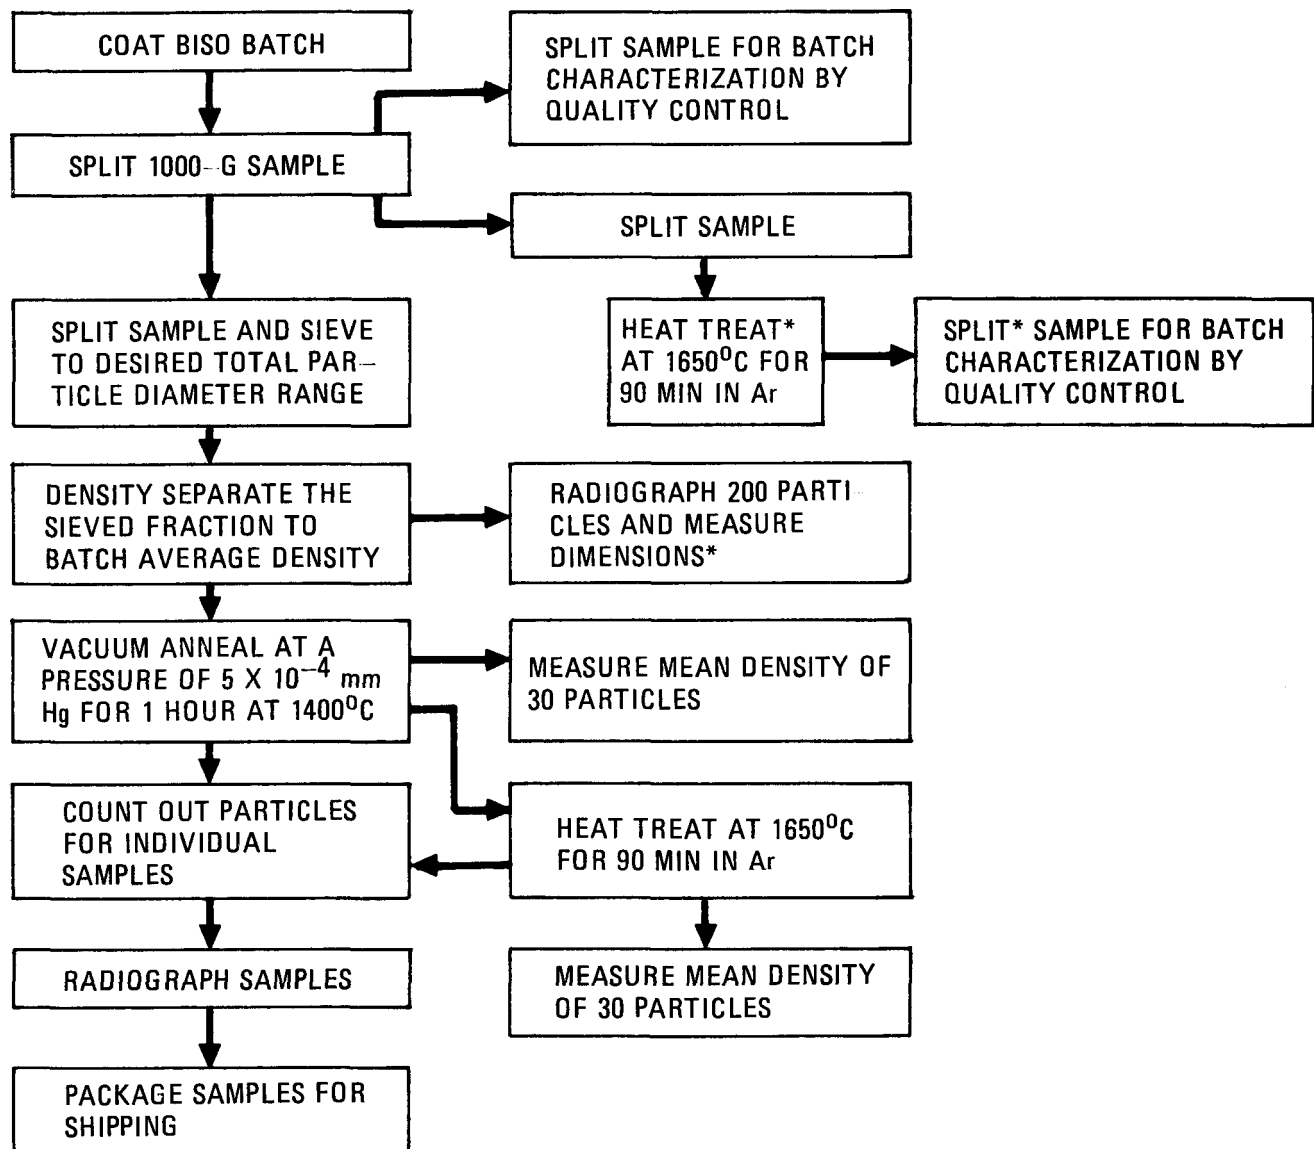 COAT BISO BATCH
SPLIT SAMPLE FOR BATCH
CHARACTERIZATION BY
QUALITY CONTROL
SPLIT 1000-G SAMPLE
SPLIT SAMPLE
SPLIT SAMPLE AND SIEVE
TO DESIRED TOTAL PAR-
TICLE DIAMETER RANGE
HEAT TREAT*
AT 1650⁰C FOR
90 MIN IN Ar
SPLIT* SAMPLE FOR BATCH
CHARACTERIZATION BY
QUALITY CONTROL
DENSITY SEPARATE THE
SIEVED FRACTION TO
BATCH AVERAGE DENSITY
RADIOGRAPH 200 PARTI
CLES AND MEASURE
DIMENSIONS*
VACUUM ANNEAL AT A
PRESSURE OF 5 X 10⁻⁴ mm
Hg FOR 1 HOUR AT 1400⁰C
MEASURE MEAN DENSITY OF
30 PARTICLES
COUNT OUT PARTICLES
FOR INDIVIDUAL
SAMPLES
HEAT TREAT AT 1650⁰C
FOR 90 MIN IN Ar
RADIOGRAPH SAMPLES
MEASURE MEAN DENSITY
OF 30 PARTICLES
PACKAGE SAMPLES FOR
SHIPPING